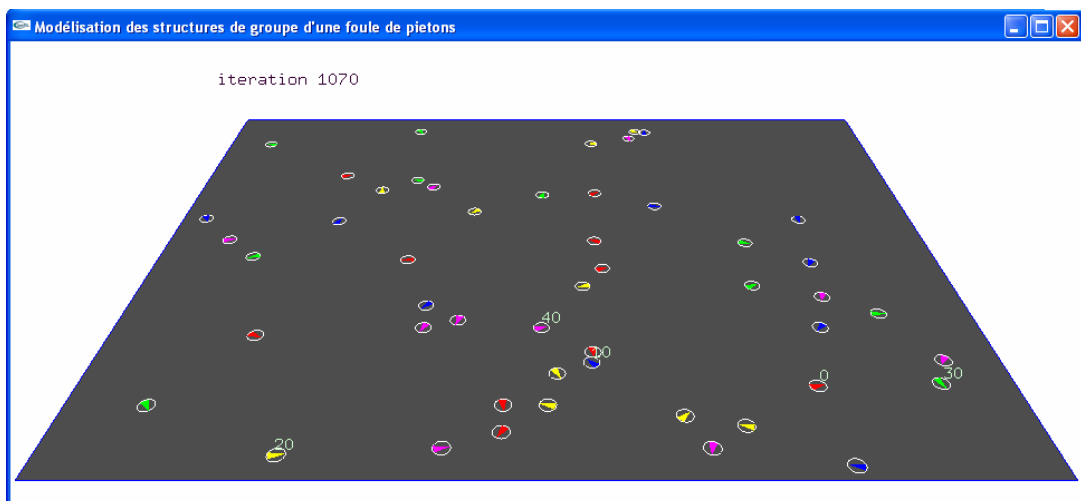 Modélisation des structures de groupe d'une foule de pietons
iteration 1070
40
0
30
20